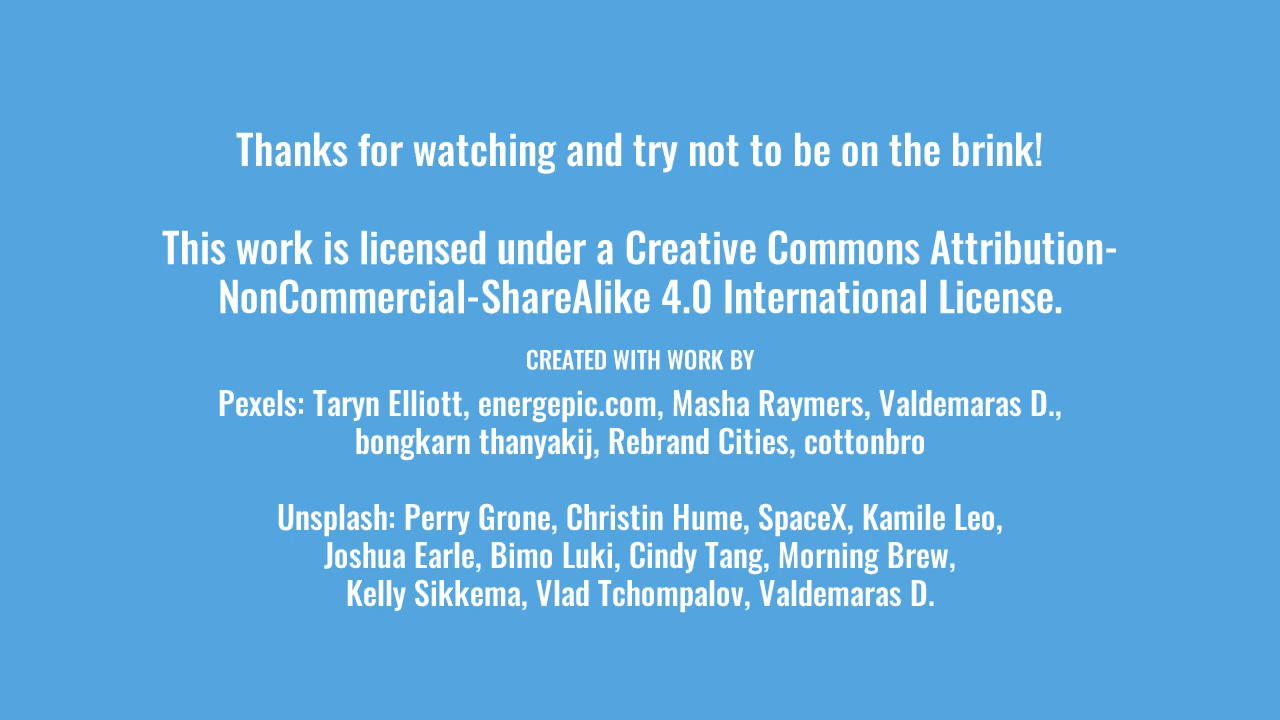 Thanks for watching and try not to be on the brink!
This work is licensed under a Creative Commons Attribution-
NonCommercial-ShareAlike 4.0 International License.
CREATED WITH WORK BY
Pexels: Taryn Elliott, energepic.com, Masha Raymers, Valdemaras D.,
bongkarn thanyakij, Rebrand Cities, cottonbro
Unsplash: Perry Grone, Christin Hume, SpaceX, Kamile Leo,
Joshua Earle, Bimo Luki, Cindy Tang, Morning Brew,
Kelly Sikkema, Vlad Tchompalov, Valdemaras D.